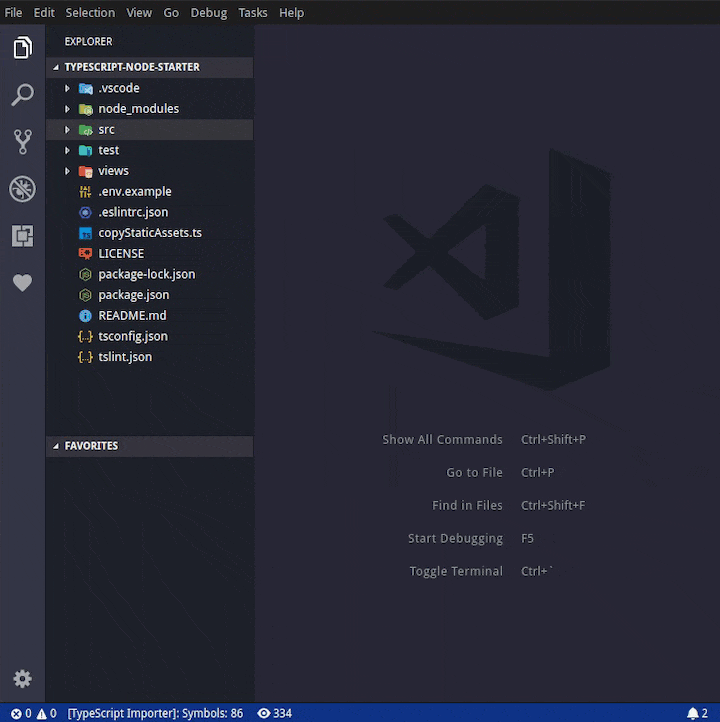 File Edit Selection View Go Debug Tasks Help
EXPLORER
TYPESCRIPT-NODE-STARTER
.vscode
node_modules
src
test
views
.env.example
.eslintrc.json
copyStaticAssets.ts
LICENSE
package-lock.json
package.json
README.md
tsconfig.json
tslint.json
FAVORITES
Show All Commands Ctrl+Shift+P
Go to File Ctrl+P
Find in Files Ctrl+Shift+F
Start Debugging F5
Toggle Terminal Ctrl+`
0 0 [TypeScript Importer]: Symbols: 86 334 2